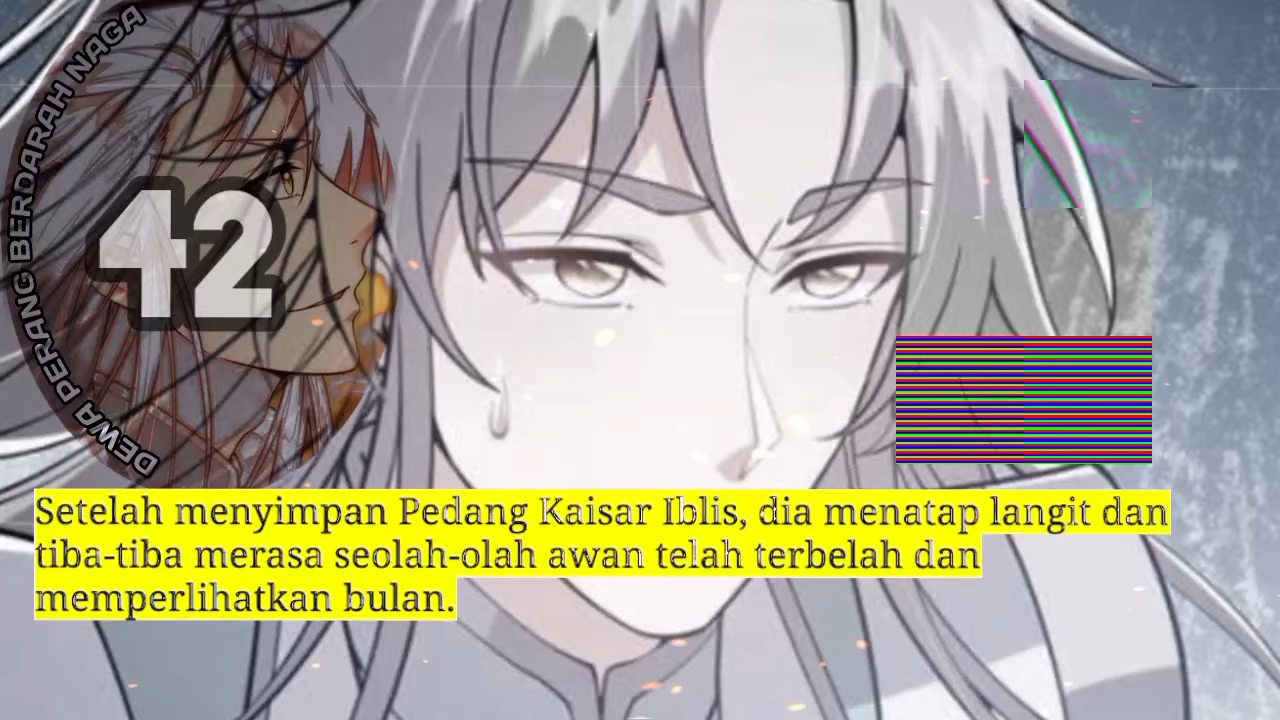 DEWA PERANG BERDARAH NAGA
42
Setelah menyimpan Pedang Kaisar Iblis, dia menatap langit dan
tiba-tiba merasa seolah-olah awan telah terbelah dan
memperlihatkan bulan.